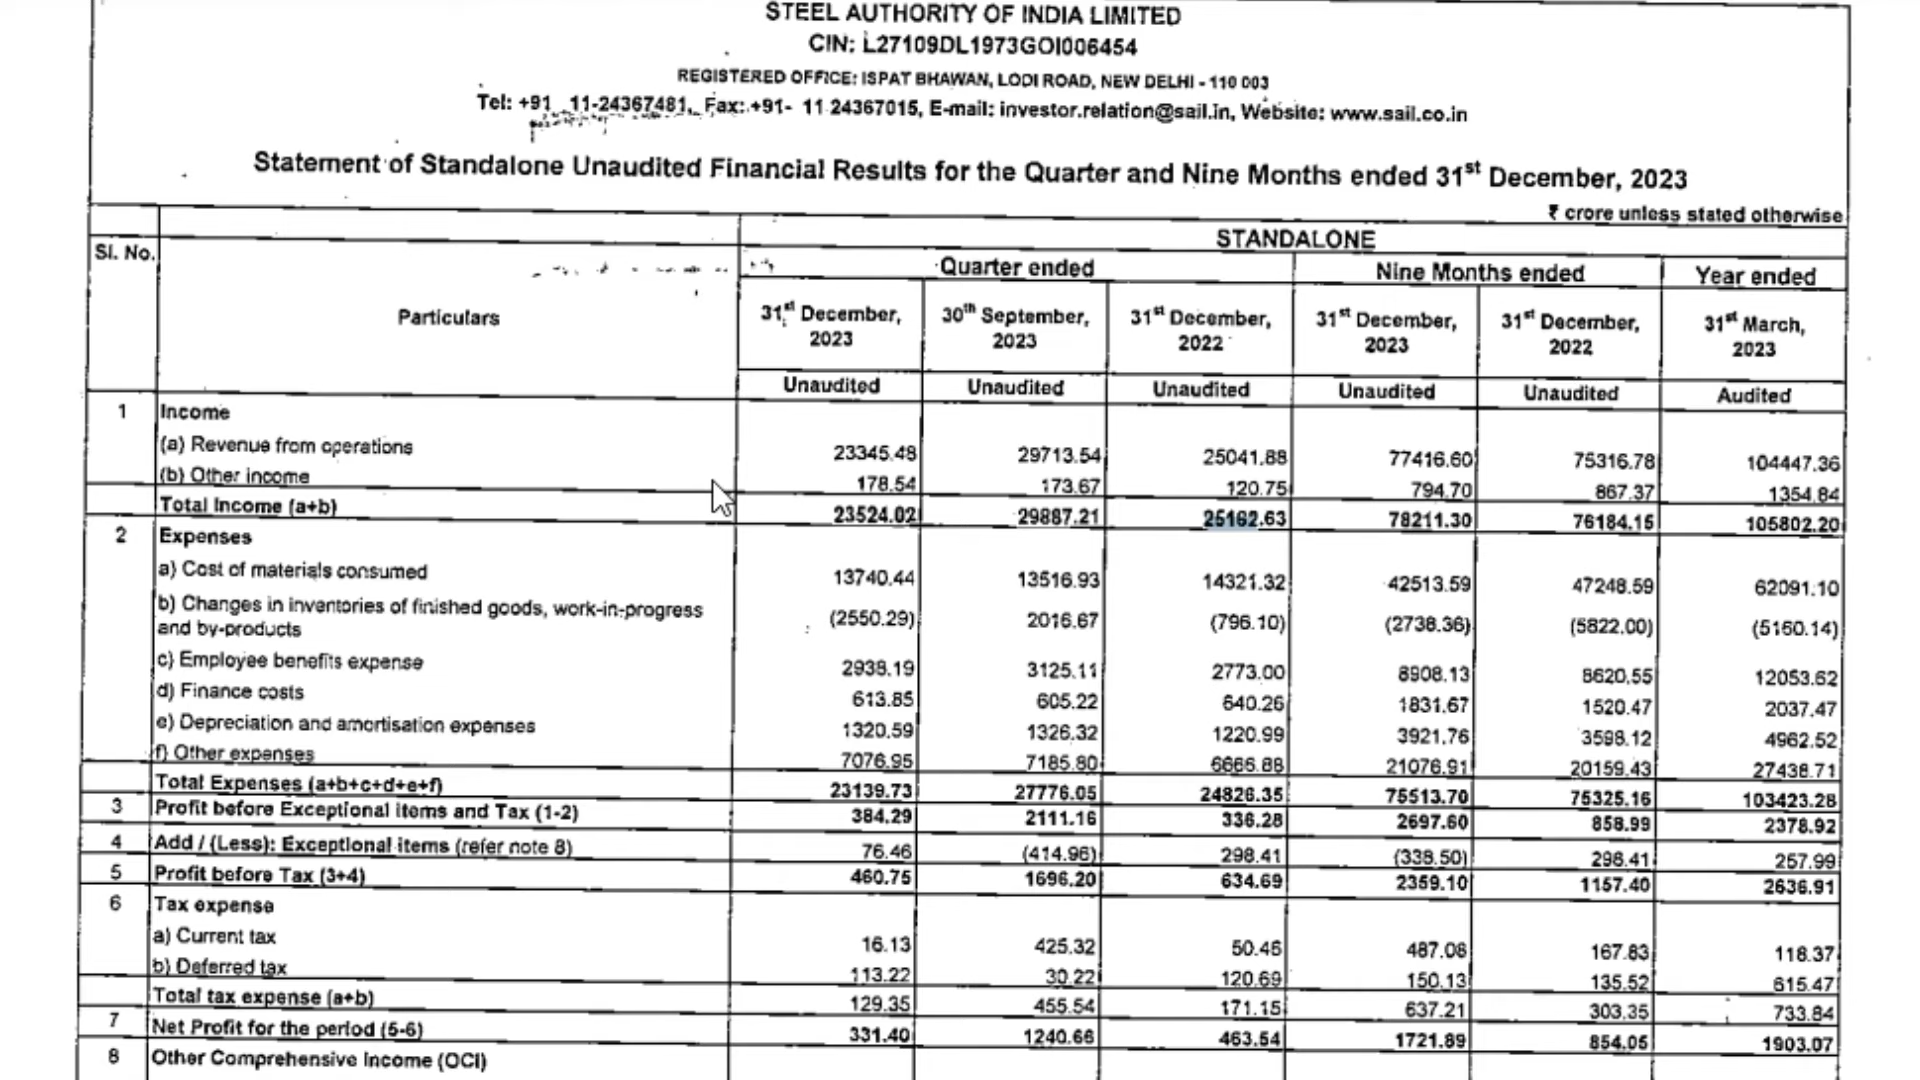 STEEL AUTHORITY OF INDIA LIMITED
CIN: L27109DL1973GOI006454
REGISTERED OFFICE: ISPAT BHAWAN, LODI ROAD, NEW DELHI - 110 003
Tel: +91 11-24367481, Fax: +91- 11 24367015, E-mail: investor.relation@sail.in, Website: www.sail.co.in
Statement of Standalone Unaudited Financial Results for the Quarter and Nine Months ended 31st December, 2023
₹ crore unless stated otherwise
Sl. No. Particulars STANDALONE
Quarter ended Nine Months ended Year ended
31st December, 2023 30th September, 2023 31st December, 2022 31st December, 2023 31st December, 2022 31st March, 2023
Unaudited Unaudited Unaudited Unaudited Unaudited Audited
1 Income
(a) Revenue from operations 23345.48 29713.54 25041.88 77416.60 75316.78 104447.36
(b) Other income 178.54 173.67 120.75 794.70 867.37 1354.84
Total Income (a+b) 23524.02 29887.21 25162.63 78211.30 76184.15 105802.20
2 Expenses
a) Cost of materials consumed 13740.44 13516.93 14321.32 42513.59 47248.59 62091.10
b) Changes in inventories of finished goods, work-in-progress
and by-products (2550.29) 2016.67 (796.10) (2738.36) (5822.00) (5160.14)
c) Employee benefits expense 2938.19 3125.11 2773.00 8908.13 8620.55 12053.62
d) Finance costs 613.85 605.22 640.26 1831.67 1520.47 2037.47
e) Depreciation and amortisation expenses 1320.59 1326.32 1220.99 3921.76 3598.12 4962.52
f) Other expenses 7076.95 7185.80 6666.88 21076.91 20159.43 27438.71
Total Expenses (a+b+c+d+e+f) 23139.73 27776.05 24826.35 75513.70 75325.16 103423.28
3 Profit before Exceptional items and Tax (1-2) 384.29 2111.16 336.28 2697.60 858.99 2378.92
4 Add / (Less): Exceptional items (refer note 8) 76.46 (414.96) 298.41 (338.50) 298.41 257.99
5 Profit before Tax (3+4) 460.75 1696.20 634.69 2359.10 1157.40 2636.91
6 Tax expense
a) Current tax 16.13 425.32 50.46 487.08 167.83 118.37
b) Deferred tax 113.22 30.22 120.69 150.13 135.52 615.47
Total tax expense (a+b) 129.35 455.54 171.15 637.21 303.35 733.84
7 Net Profit for the period (5-6) 331.40 1240.66 463.54 1721.89 854.05 1903.07
8 Other Comprehensive Income (OCI)